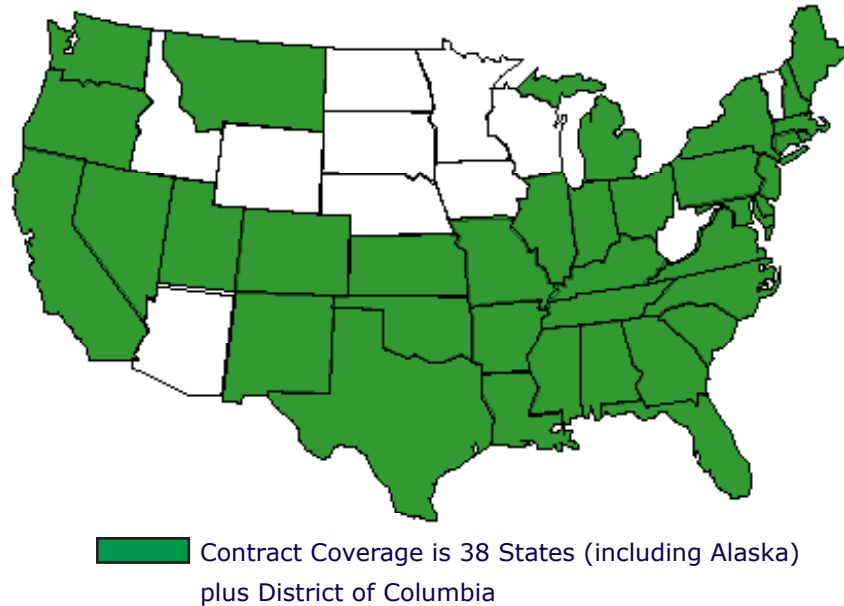 Contract Coverage is 38 States (including Alaska)
plus District of Columbia